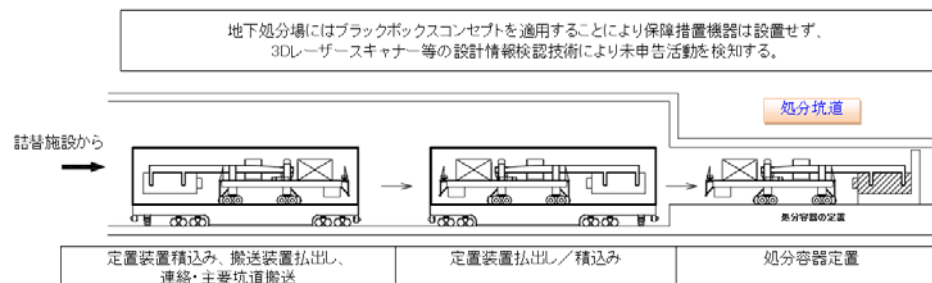 地下処分場にはブラックボックスコンセプトを適用することにより保障措置機器は設置せず、
3Dレーザースキャナー等の設計情報検認技術により未申告活動を検知する。
処分坑道
詰替施設から
処分容器の定置
定置装置積込み、搬送装置払出し、
連絡・主要坑道搬送
定置装置払出し／積込み
処分容器定置